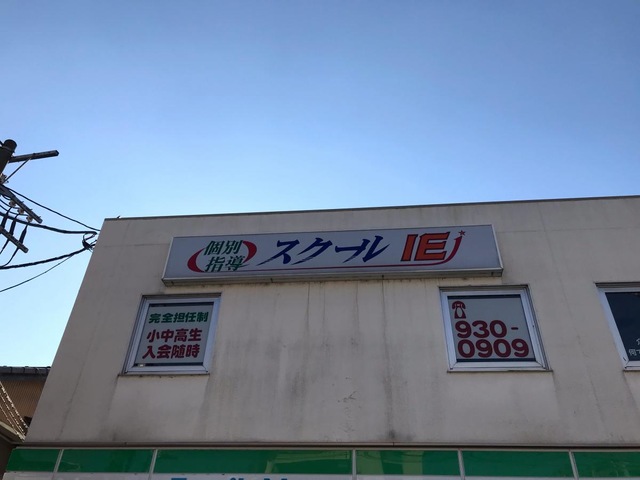 個別
指導
スクール IE
完全担任制
小中高生
入会随時
930-
0909